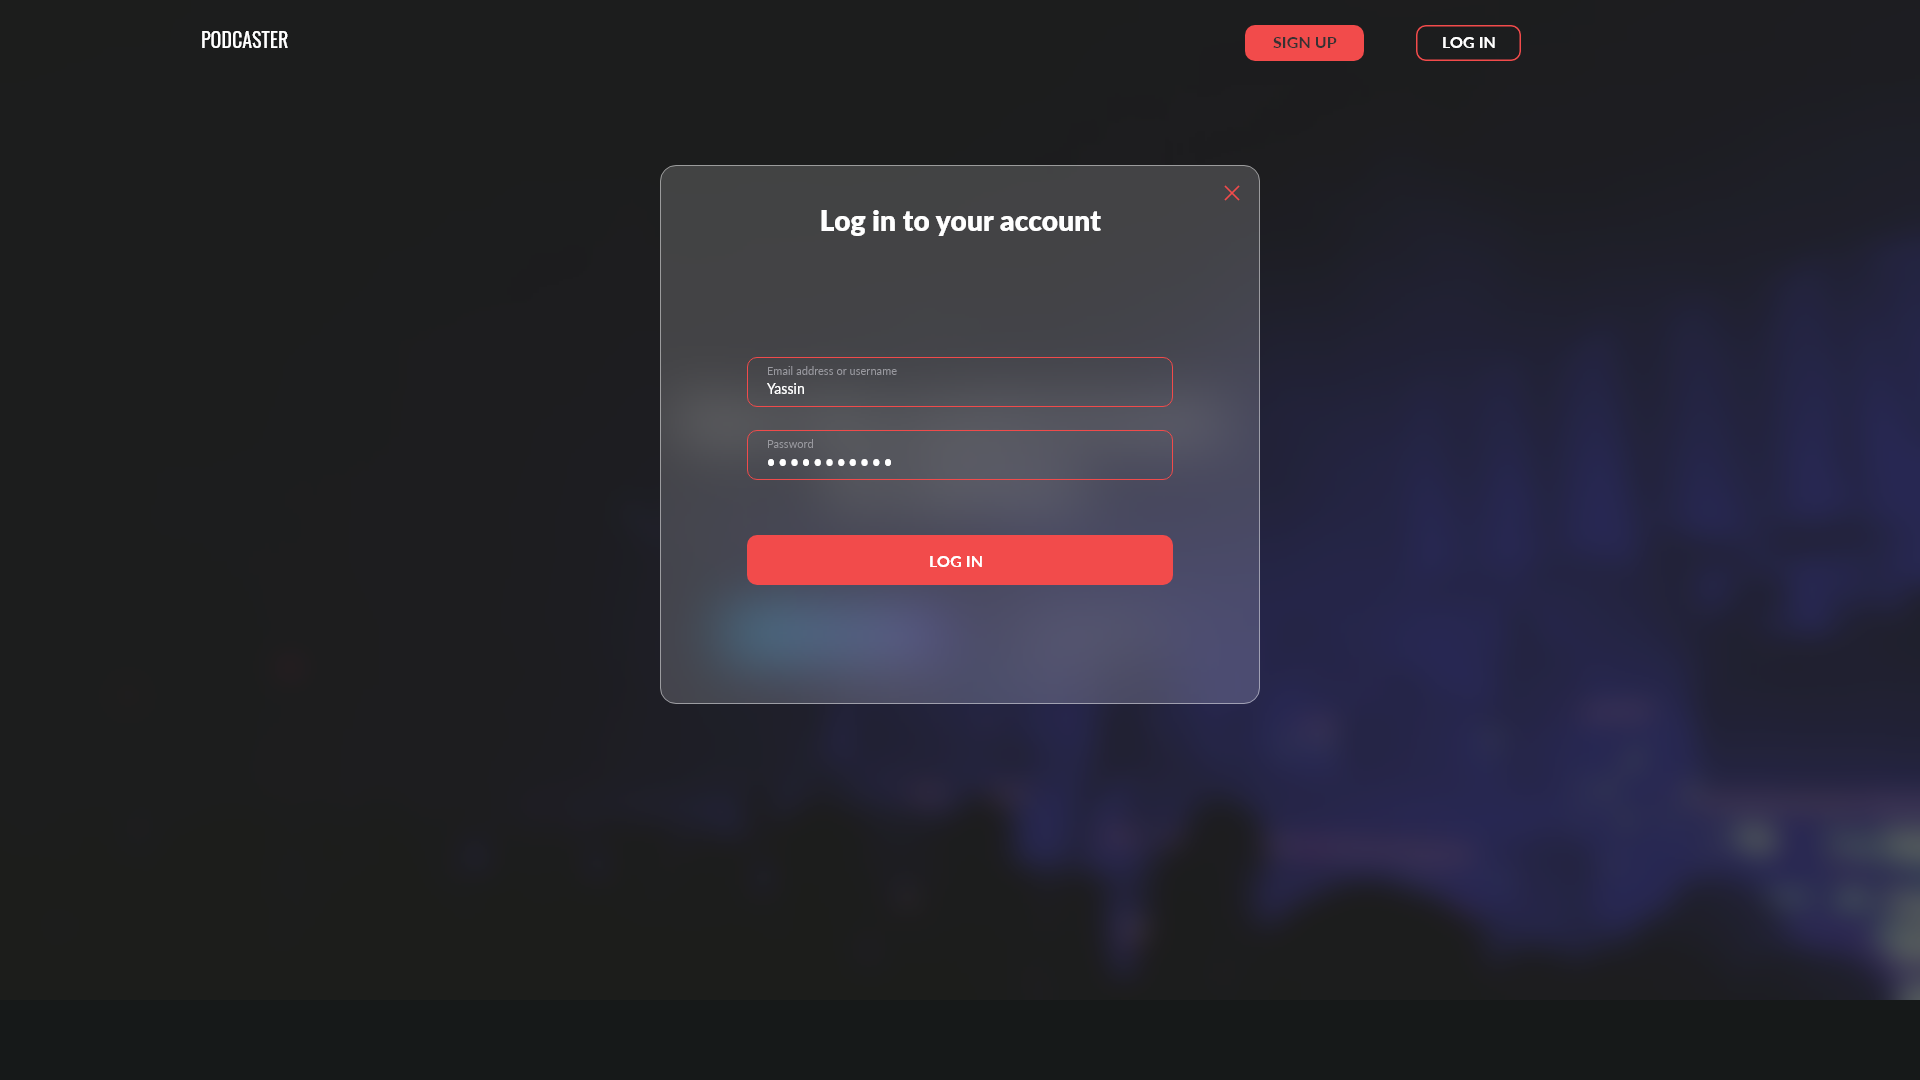 PODCASTER
SIGN UP
LOG IN
Log in to your account
Email address or username
Yassin
Password
●●●●●●●●●●●
LOG IN